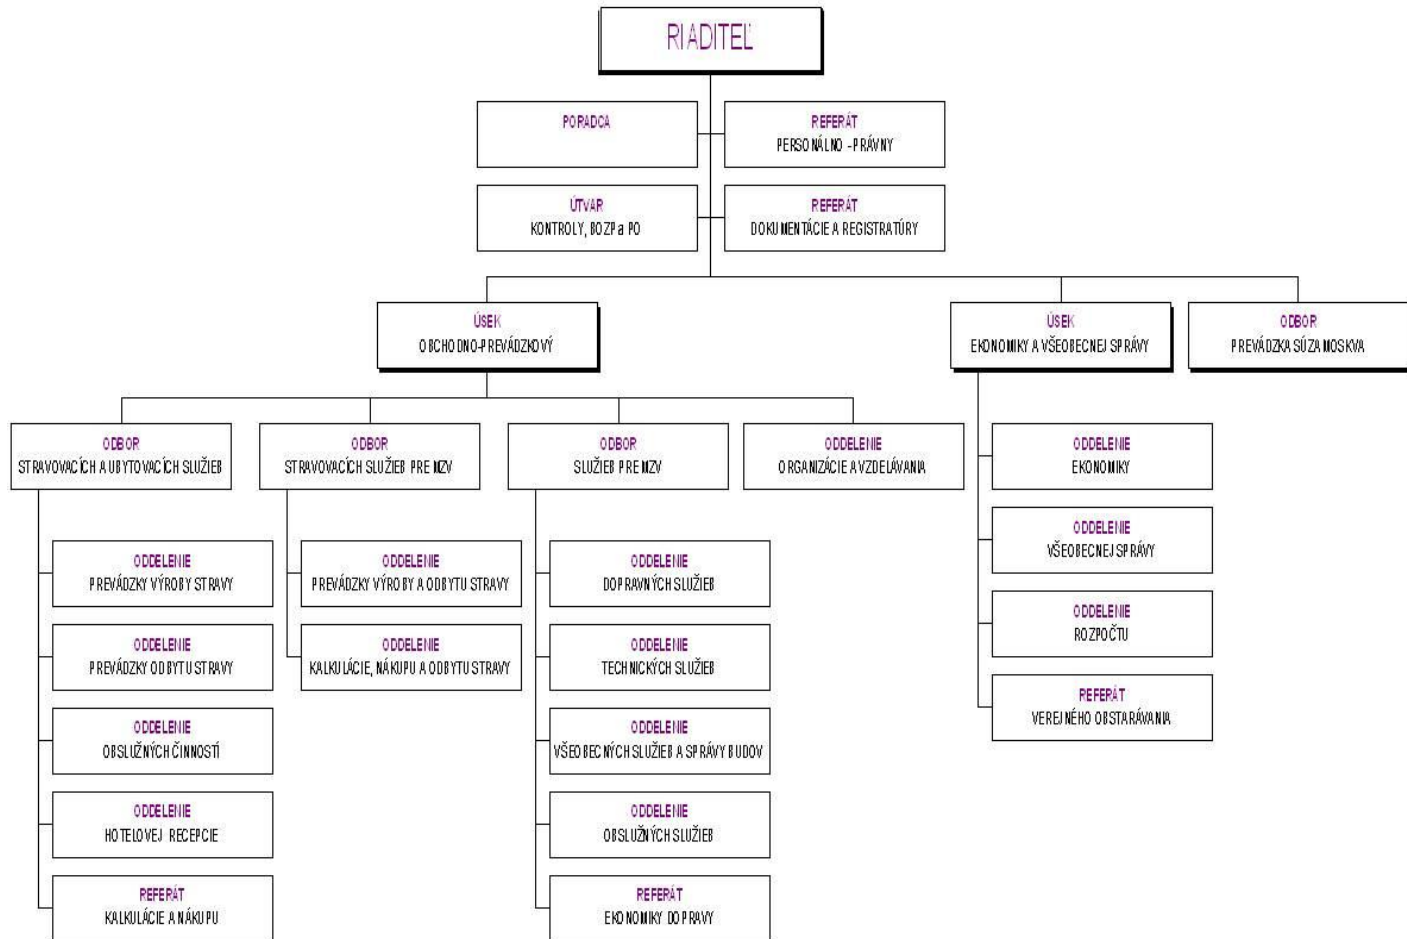 RIADITEĽ
PORADCA
REFERÁT
PERSONÁLNO - PRÁVNY
ÚTVAR
KONTROLY, BOZP a PO
REFERÁT
DOKUMENTÁCIE A REGISTRATÚRY
ÚSEK
OBCHODNO-PREVÁDZKOVÝ
ÚSEK
EKONOMIKY A VŠEOBECNEJ SPRÁVY
ODBOR
PREVÁDZKA SÚZA MOSKVA
ODBOR
STRAVOVACÍCH A UBYTOVACÍCH SLUŽIEB
ODBOR
STRAVOVACÍCH SLUŽIEB PRE MZV
ODBOR
SLUŽIEB PRE MZV
ODDELENIE
ORGANIZÁCIE A VZDELÁVANIA
ODDELENIE
PREVÁDZKY VÝROBY STRAVY
ODDELENIE
PREVÁDZKY ODBYTU STRAVY
ODDELENIE
OBSLUŽNÝCH ČINNOSTÍ
ODDELENIE
HOTELOVEJ RECEPCIE
REFERÁT
KALKULÁCIE A NÁKUPU
ODDELENIE
PREVÁDZKY VÝROBY A ODBYTU STRAVY
ODDELENIE
KALKULÁCIE, NÁKUPU A ODBYTU STRAVY
ODDELENIE
DOPRAVNÝCH SLUŽIEB
ODDELENIE
TECHNICKÝCH SLUŽIEB
ODDELENIE
VŠEOBECNÝCH SLUŽIEB A SPRÁVY BUDOV
ODDELENIE
OBSLUŽNÝCH SLUŽIEB
REFERÁT
EKONOMIKY DOPRAVY
ODDELENIE
EKONOMIKY
ODDELENIE
VŠEOBECNEJ SPRÁVY
ODDELENIE
ROZPOČTU
REFERÁT
VEREJNÉHO OBSTARÁVANIA